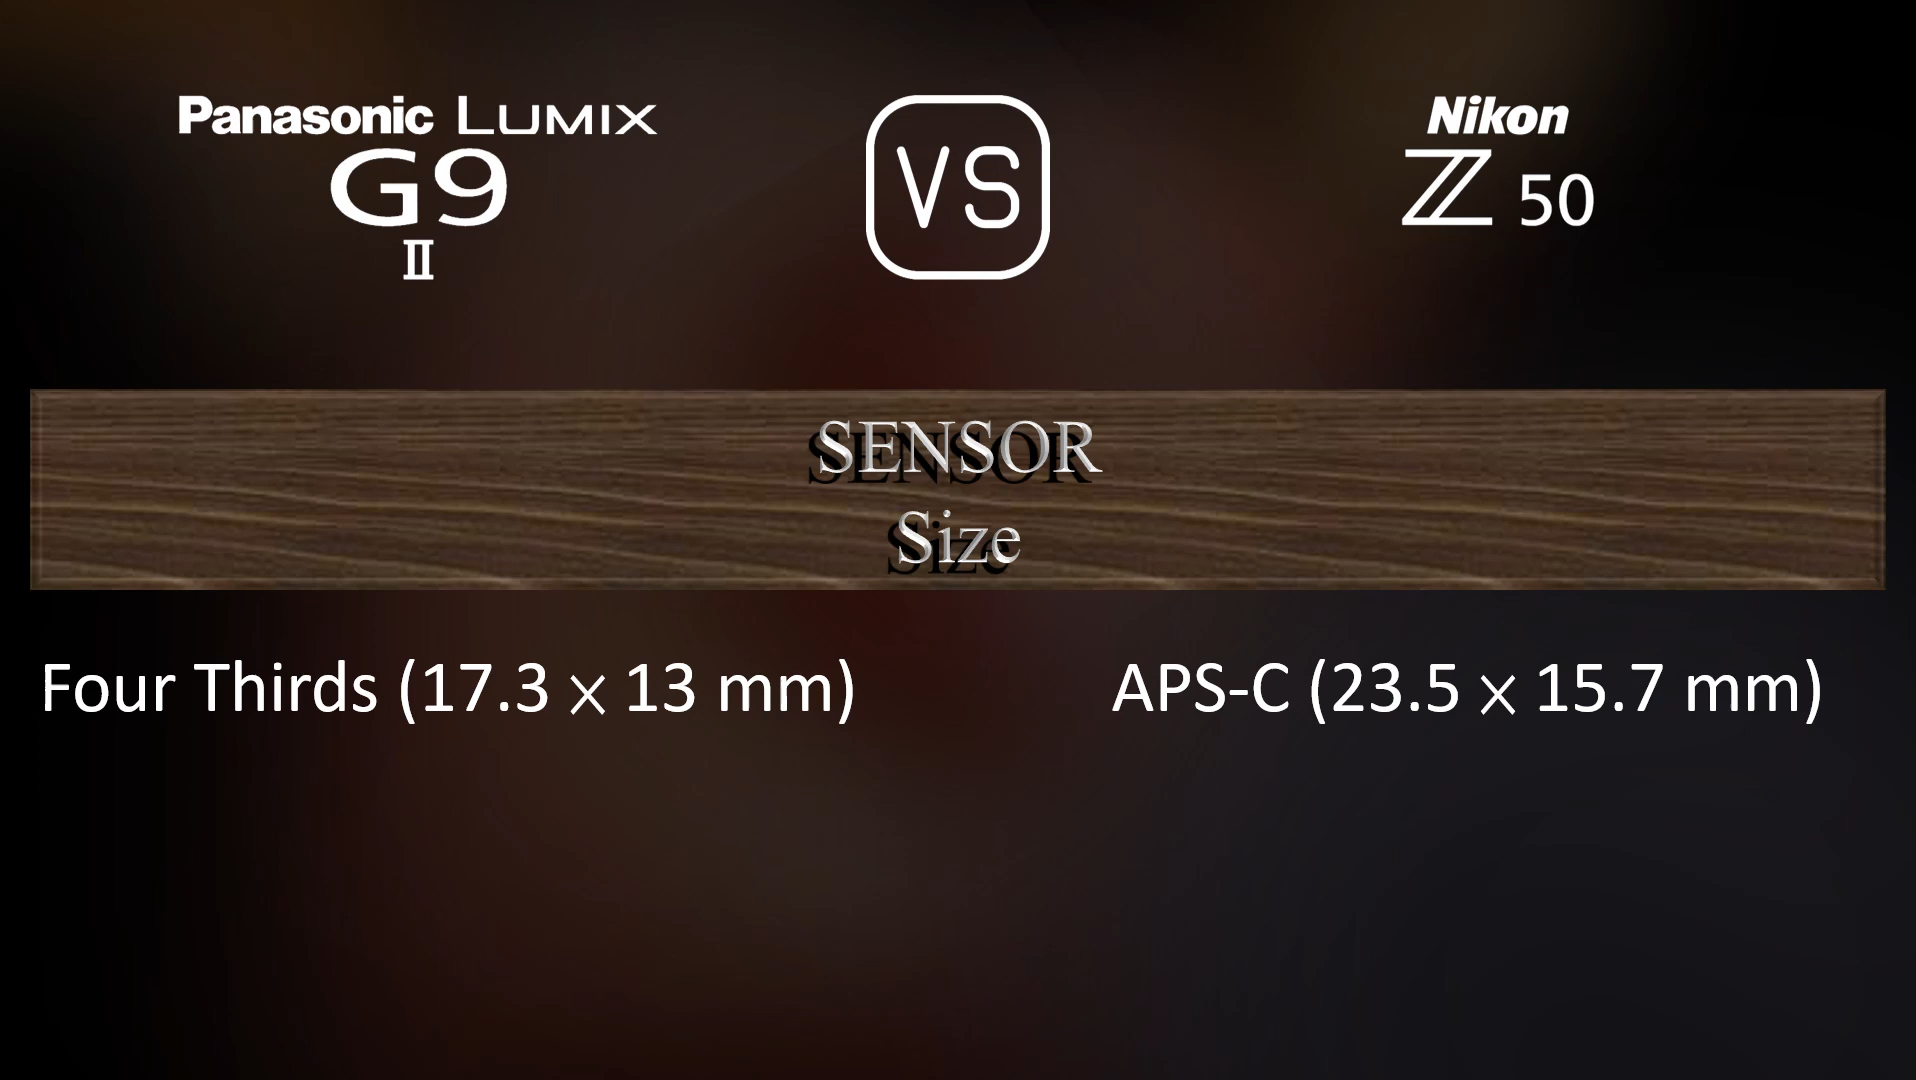 Panasonic LUMIX
G9
II
VS
Nikon
Z 50
SENSOR
Size
Four Thirds (17.3 x 13 mm)
APS-C (23.5 x 15.7 mm)